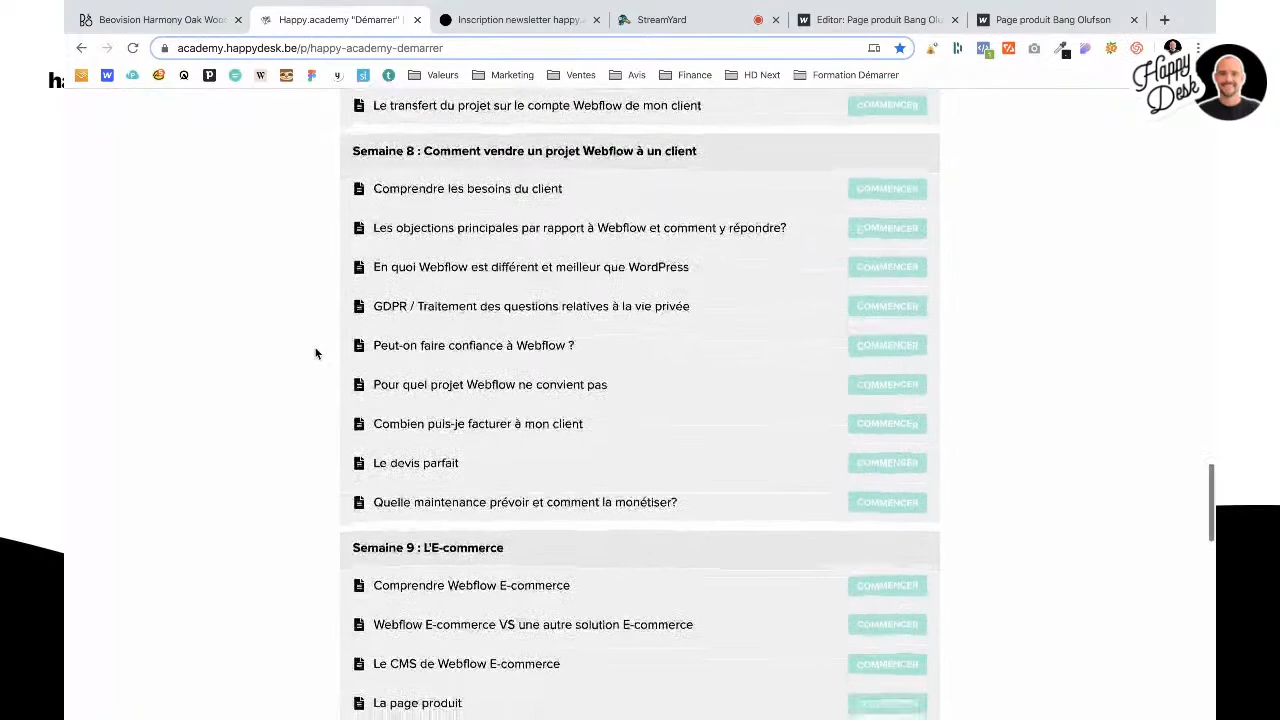 Beovision Harmony Oak Wood
Happy.academy "Démarrer"
Inscription newsletter happy.
StreamYard
Editor: Page produit Bang Olu
Page produit Bang Olufson
academy.happydesk.be/p/happy-academy-demarrer
Valeurs
Marketing
Ventes
Avis
Finance
HD Next
Formation Démarrer
Happy
Desk
Le transfert du projet sur le compte Webflow de mon client
COMMENCER
Semaine 8 : Comment vendre un projet Webflow à un client
Comprendre les besoins du client
COMMENCER
Les objections principales par rapport à Webflow et comment y répondre?
COMMENCER
En quoi Webflow est différent et meilleur que WordPress
COMMENCER
GDPR / Traitement des questions relatives à la vie privée
COMMENCER
Peut-on faire confiance à Webflow ?
COMMENCER
Pour quel projet Webflow ne convient pas
COMMENCER
Combien puis-je facturer à mon client
COMMENCER
Le devis parfait
COMMENCER
Quelle maintenance prévoir et comment la monétiser?
COMMENCER
Semaine 9 : L'E-commerce
Comprendre Webflow E-commerce
COMMENCER
Webflow E-commerce VS une autre solution E-commerce
COMMENCER
Le CMS de Webflow E-commerce
COMMENCER
La page produit